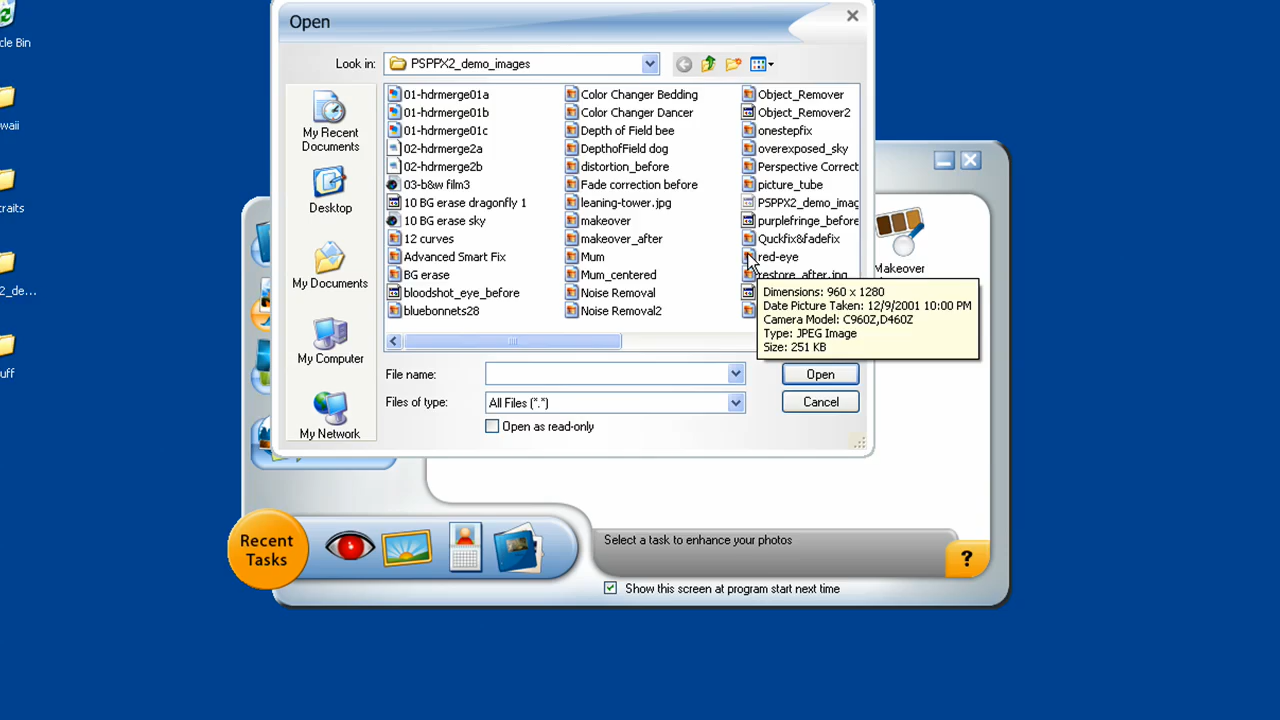 Open
Look in:
PSPPX2_demo_images
cle Bin
waii
traits
2_de...
uff
My Recent
Documents
Desktop
My Documents
My Computer
My Network
01-hdrmerge01a
01-hdrmerge01b
01-hdrmerge01c
02-hdrmerge2a
02-hdrmerge2b
03-b&w film3
10 BG erase dragonfly 1
10 BG erase sky
12 curves
Advanced Smart Fix
BG erase
bloodshot_eye_before
bluebonnets28
Color Changer Bedding
Color Changer Dancer
Depth of Field bee
DepthofField dog
distortion_before
Fade correction before
leaning-tower.jpg
makeover
makeover_after
Mum
Mum_centered
Noise Removal
Noise Removal2
Object_Remover
Object_Remover2
onestepfix
overexposed_sky
Perspective Correct
picture_tube
PSPPX2_demo_imag
purplefringe_before
Quckfix&fadefix
red-eye
restore_after.jpg
Dimensions: 960 x 1280
Date Picture Taken: 12/9/2001 10:00 PM
Camera Model: C960Z,D460Z
Type: JPEG Image
Size: 251 KB
Makeover
File name:
Open
Files of type:
All Files (*.*)
Cancel
Open as read-only
Recent
Tasks
Select a task to enhance your photos
?
Show this screen at program start next time